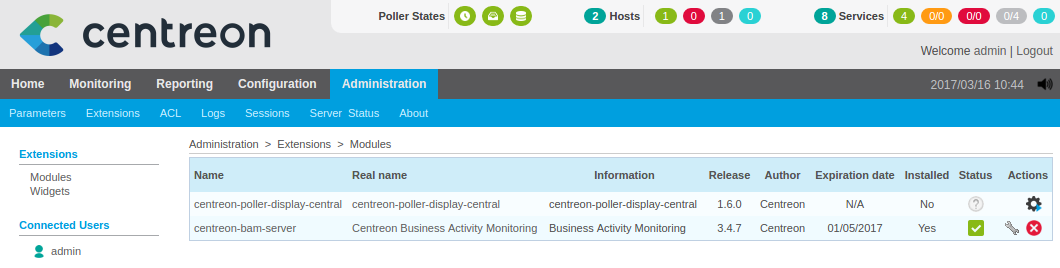 centreon
Poller States 2 Hosts 1 0 1 0 8 Services 4 0/0 0/0 0/4 0
Welcome admin | Logout
Home Monitoring Reporting Configuration Administration 2017/03/16 10:44
Parameters Extensions ACL Logs Sessions Server Status About
Extensions
Modules
Widgets
Connected Users
admin
Administration > Extensions > Modules
Name Real name Information Release Author Expiration date Installed Status Actions
centreon-poller-display-central centreon-poller-display-central centreon-poller-display-central 1.6.0 Centreon N/A No ?
centreon-bam-server Centreon Business Activity Monitoring Business Activity Monitoring 3.4.7 Centreon 01/05/2017 Yes